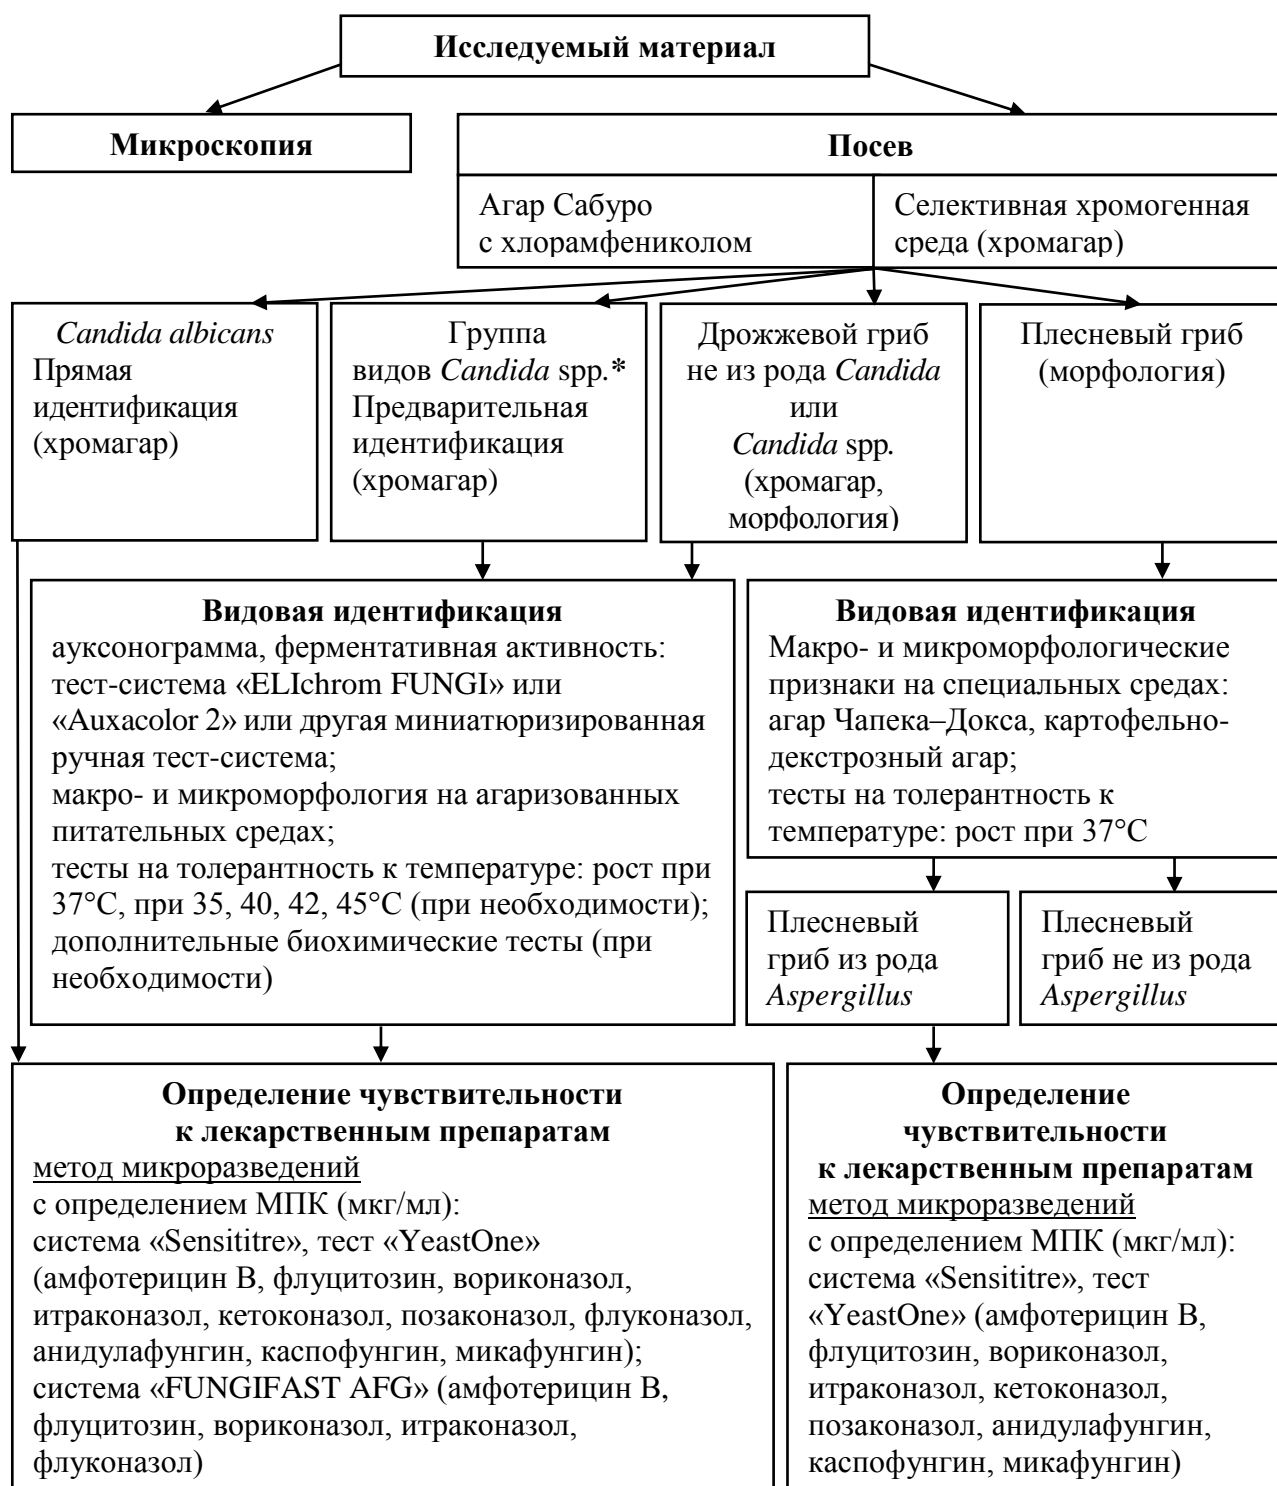 Исследуемый материал
Микроскопия
Посев
Агар Сабуро
с хлорамфениколом
Селективная хромогенная
среда (хромагар)
Candida albicans
Прямая
идентификация
(хромагар)
Группа
видов Candida spp.*
Предварительная
идентификация
(хромагар)
Дрожжевой гриб
не из рода Candida
или
Candida spp.
(хромагар,
морфология)
Плесневый гриб
(морфология)
Видовая идентификация
ауксонограмма, ферментативная активность:
тест-система «ELIchrom FUNGI» или
«Auxacolor 2» или другая миниатюризированная
ручная тест-система;
макро- и микроморфология на агаризованных
питательных средах;
тесты на толерантность к температуре: рост при
37°C, при 35, 40, 42, 45°C (при необходимости);
дополнительные биохимические тесты (при
необходимости)
Видовая идентификация
Макро- и микроморфологические
признаки на специальных средах:
агар Чапека–Докса, картофельно-
декстрозный агар;
тесты на толерантность к
температуре: рост при 37°C
Плесневый
гриб из рода
Aspergillus
Плесневый
гриб не из рода
Aspergillus
Определение чувствительности
к лекарственным препаратам
метод микроразведений
с определением МПК (мкг/мл):
система «Sensititre», тест «YeastOne»
(амфотерицин В, флуцитозин, вориконазол,
итраконазол, кетоконазол, позаконазол, флуконазол,
анидулафунгин, каспофунгин, микафунгин);
система «FUNGIFAST AFG» (амфотерицин В,
флуцитозин, вориконазол, итраконазол,
флуконазол)
Определение
чувствительности
к лекарственным препаратам
метод микроразведений
с определением МПК (мкг/мл):
система «Sensititre», тест
«YeastOne» (амфотерицин В,
флуцитозин, вориконазол,
итраконазол, кетоконазол,
позаконазол, анидулафунгин,
каспофунгин, микафунгин)